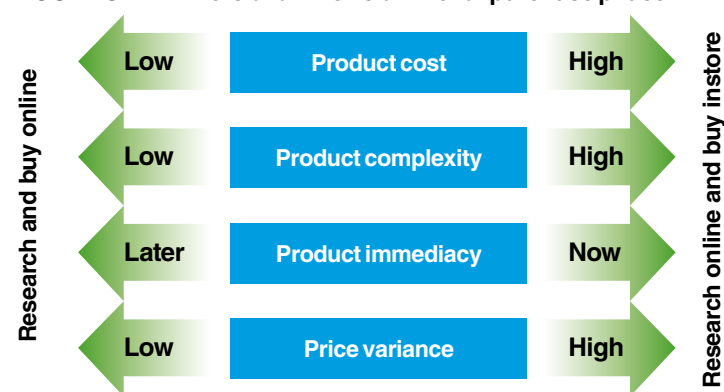 Research and buy online
Low
Product cost
High
Low
Product complexity
High
Later
Product immediacy
Now
Low
Price variance
High
Research online and buy instore